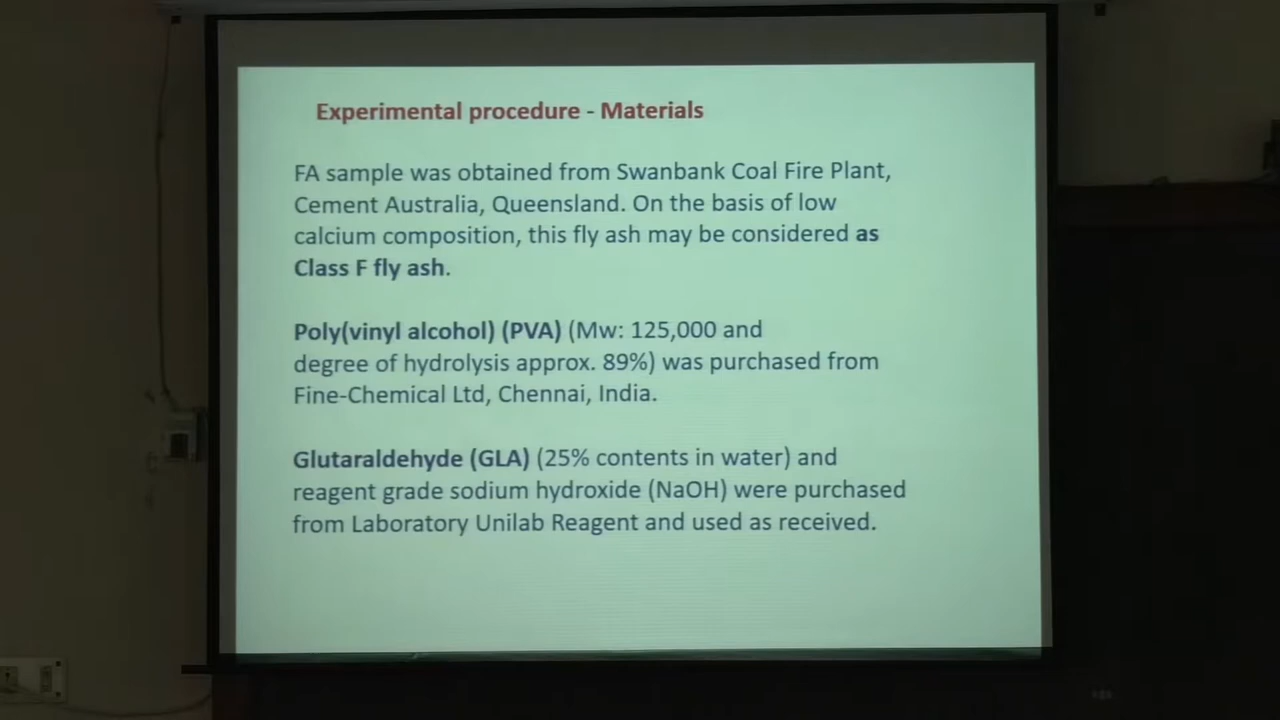 Experimental procedure - Materials
FA sample was obtained from Swanbank Coal Fire Plant,
Cement Australia, Queensland. On the basis of low
calcium composition, this fly ash may be considered as
Class F fly ash.
Poly(vinyl alcohol) (PVA) (Mw: 125,000 and
degree of hydrolysis approx. 89%) was purchased from
Fine-Chemical Ltd, Chennai, India.
Glutaraldehyde (GLA) (25% contents in water) and
reagent grade sodium hydroxide (NaOH) were purchased
from Laboratory Unilab Reagent and used as received.